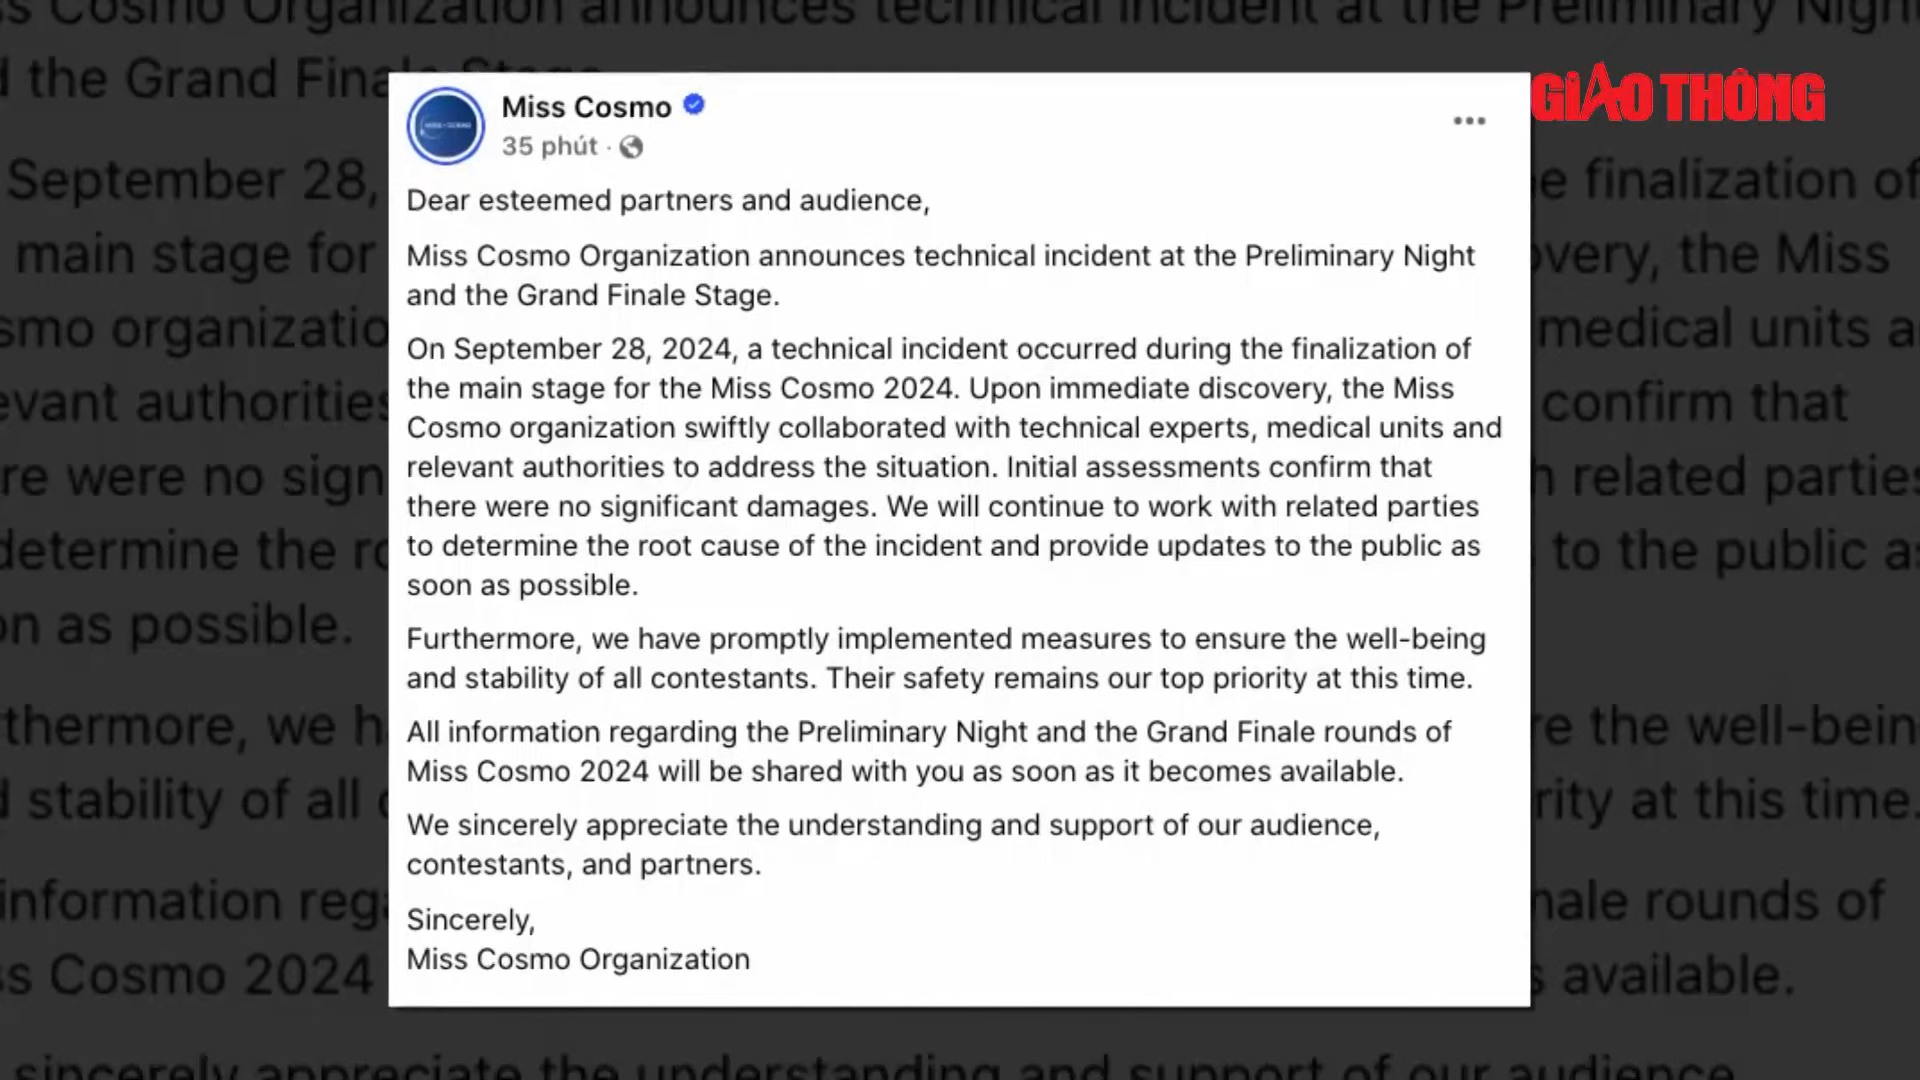 GIAO THÔNG
Miss Cosmo
35 phút ·
Dear esteemed partners and audience,
Miss Cosmo Organization announces technical incident at the Preliminary Night
and the Grand Finale Stage.
On September 28, 2024, a technical incident occurred during the finalization of
the main stage for the Miss Cosmo 2024. Upon immediate discovery, the Miss
Cosmo organization swiftly collaborated with technical experts, medical units and
relevant authorities to address the situation. Initial assessments confirm that
there were no significant damages. We will continue to work with related parties
to determine the root cause of the incident and provide updates to the public as
soon as possible.
Furthermore, we have promptly implemented measures to ensure the well-being
and stability of all contestants. Their safety remains our top priority at this time.
All information regarding the Preliminary Night and the Grand Finale rounds of
Miss Cosmo 2024 will be shared with you as soon as it becomes available.
We sincerely appreciate the understanding and support of our audience,
contestants, and partners.
Sincerely,
Miss Cosmo Organization